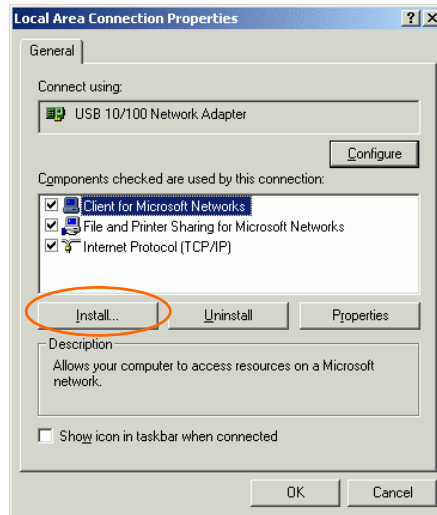 Local Area Connection Properties
General
Connect using:
USB 10/100 Network Adapter
Configure
Components checked are used by this connection:
Client for Microsoft Networks
File and Printer Sharing for Microsoft Networks
Internet Protocol (TCP/IP)
Install... Uninstall Properties
Description
Allows your computer to access resources on a Microsoft
network.
Show icon in taskbar when connected
OK Cancel